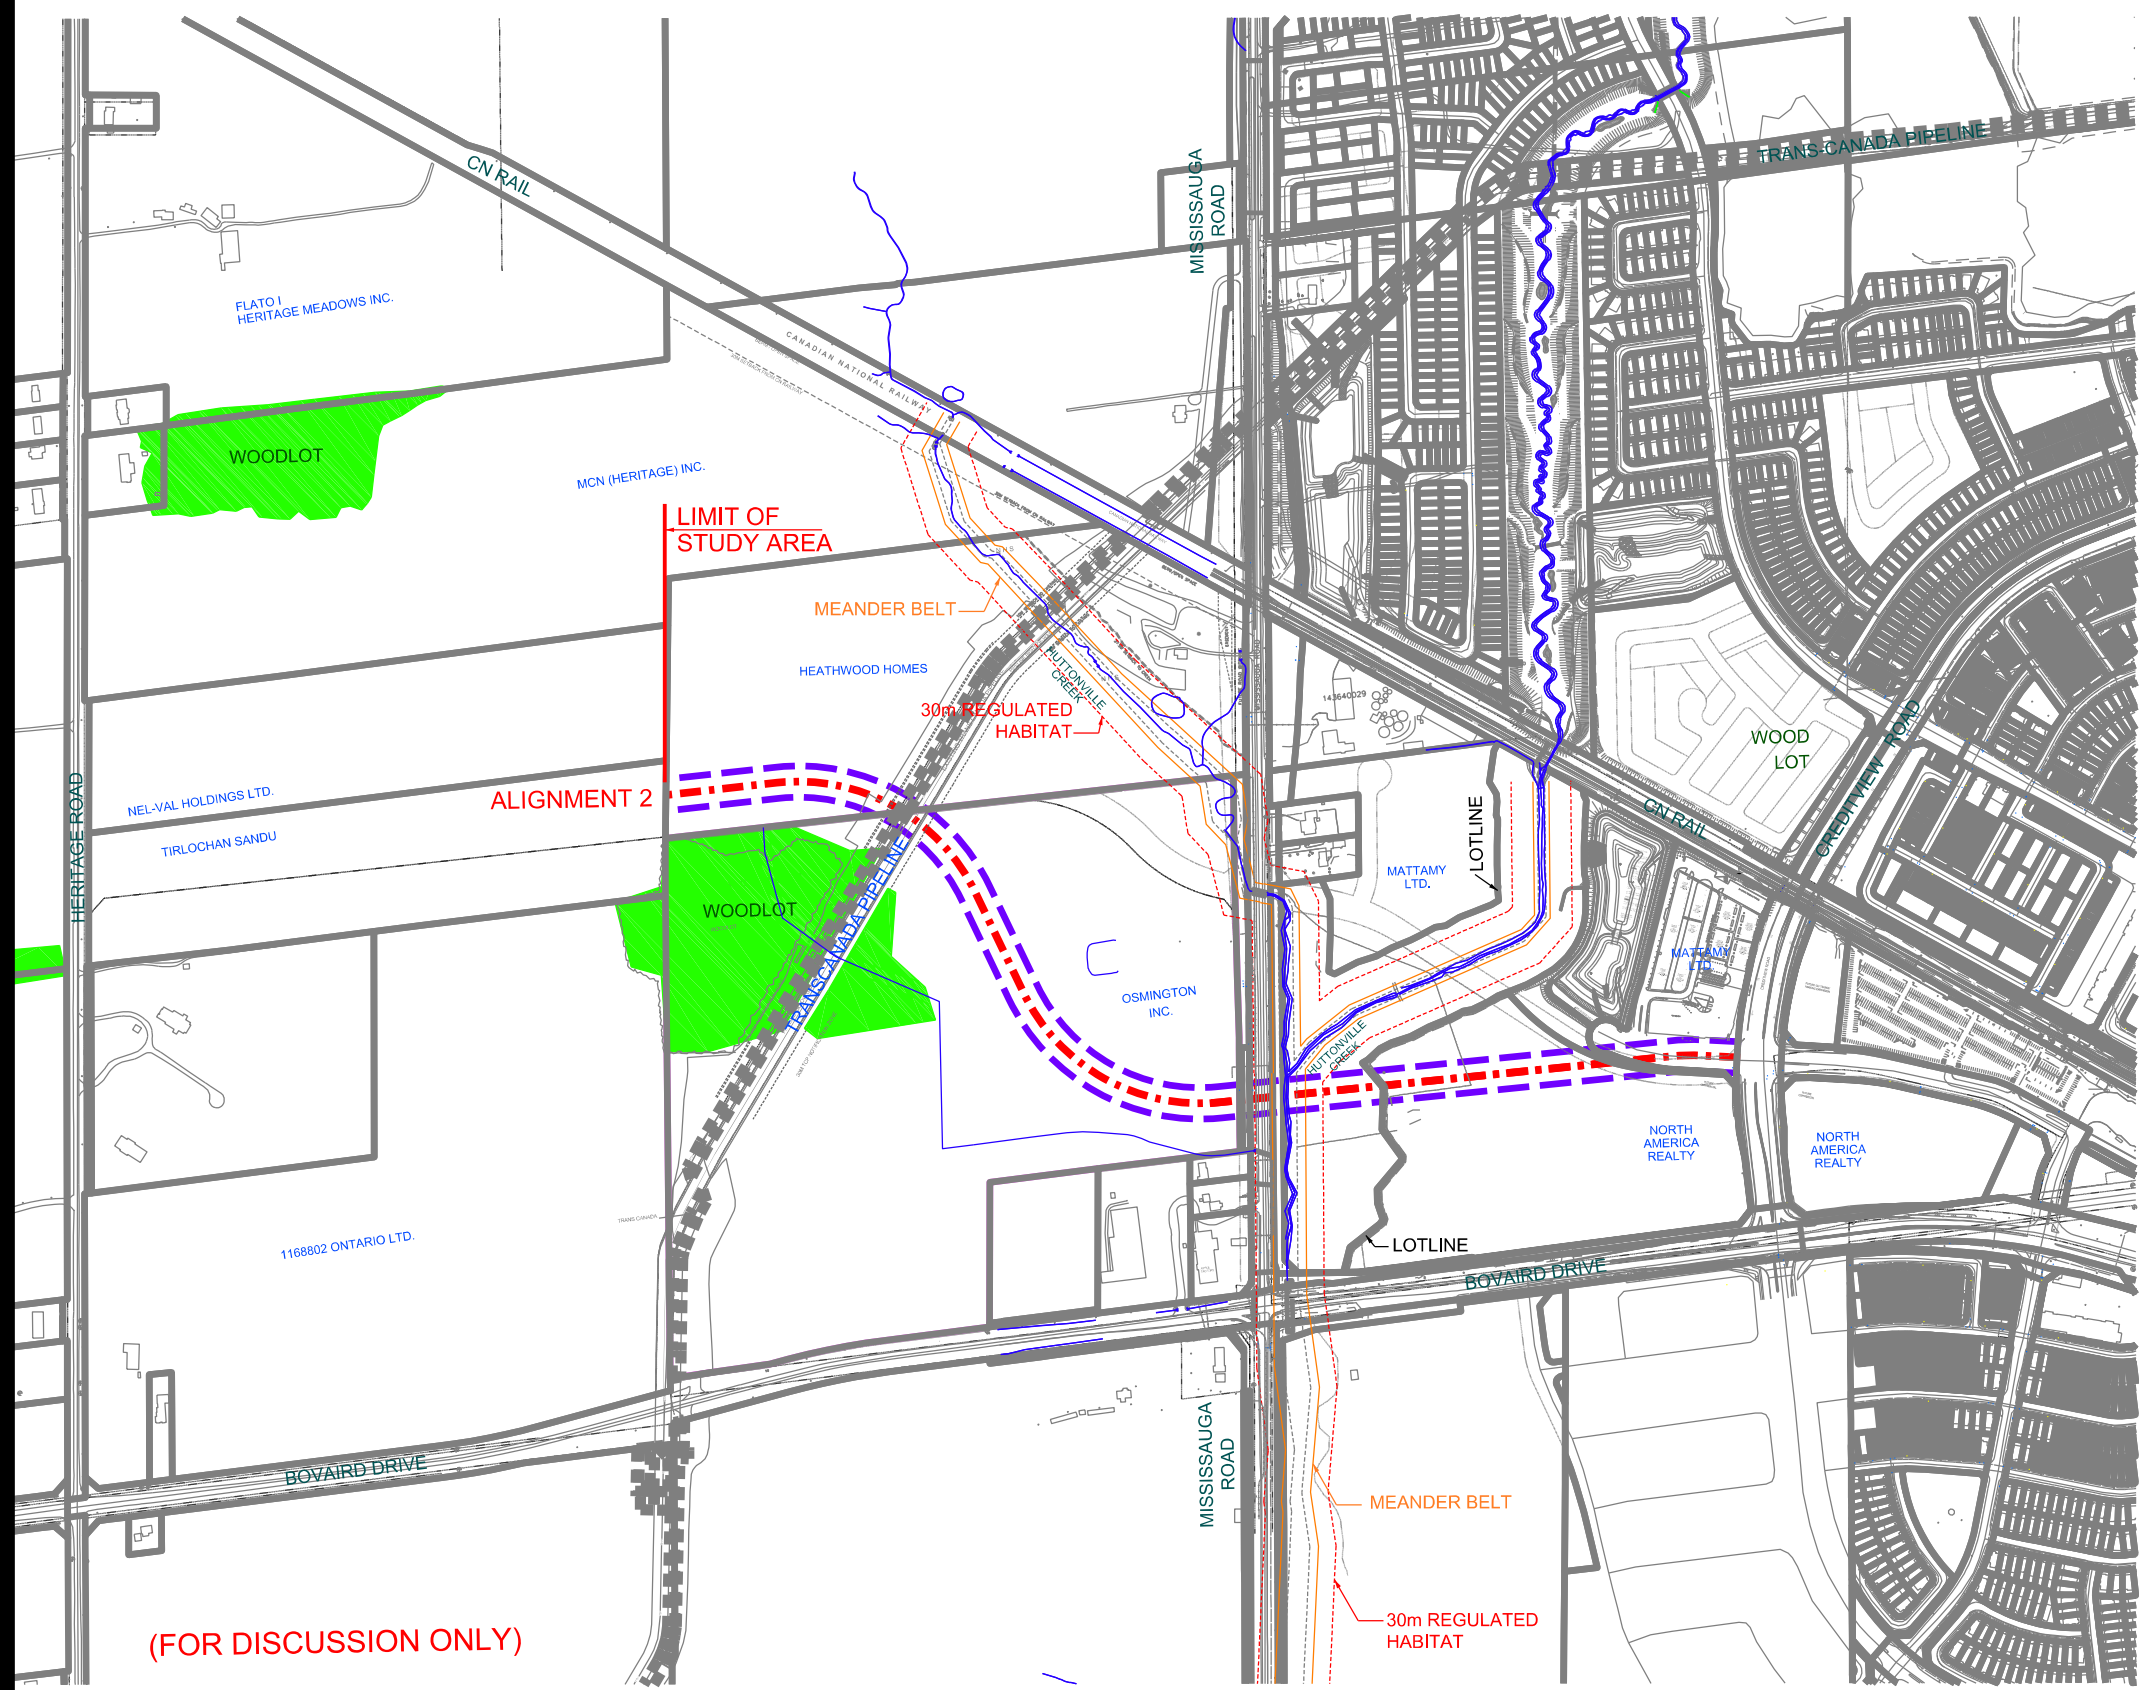 CN RAIL
MISSISSAUGA
ROAD
TRANS-CANADA PIPELINE
FLATO I
HERITAGE MEADOWS INC.
CANADIAN NATIONAL RAILWAY
WOODLOT
MCN (HERITAGE) INC.
LIMIT OF
STUDY AREA
MEANDER BELT
HEATHWOOD HOMES
HUTTONVILLE
CREEK
30m REGULATED
HABITAT
143640029
WOOD
LOT
CREDITVIEW ROAD
CN RAIL
HERITAGE ROAD
NEL-VAL HOLDINGS LTD.
TIRLOCHAN SANDU
ALIGNMENT 2
LOTLINE
MATTAMY
LTD.
WOODLOT
TRANSCANADA PIPELINE
OSMINGTON
INC.
MATTAMY
LTD.
HUTTONVILLE
CREEK
NORTH
AMERICA
REALTY
NORTH
AMERICA
REALTY
TRANS CANADA
1168802 ONTARIO LTD.
LOTLINE
BOVAIRD DRIVE
BOVAIRD DRIVE
MISSISSAUGA
ROAD
MEANDER BELT
30m REGULATED
HABITAT
(FOR DISCUSSION ONLY)